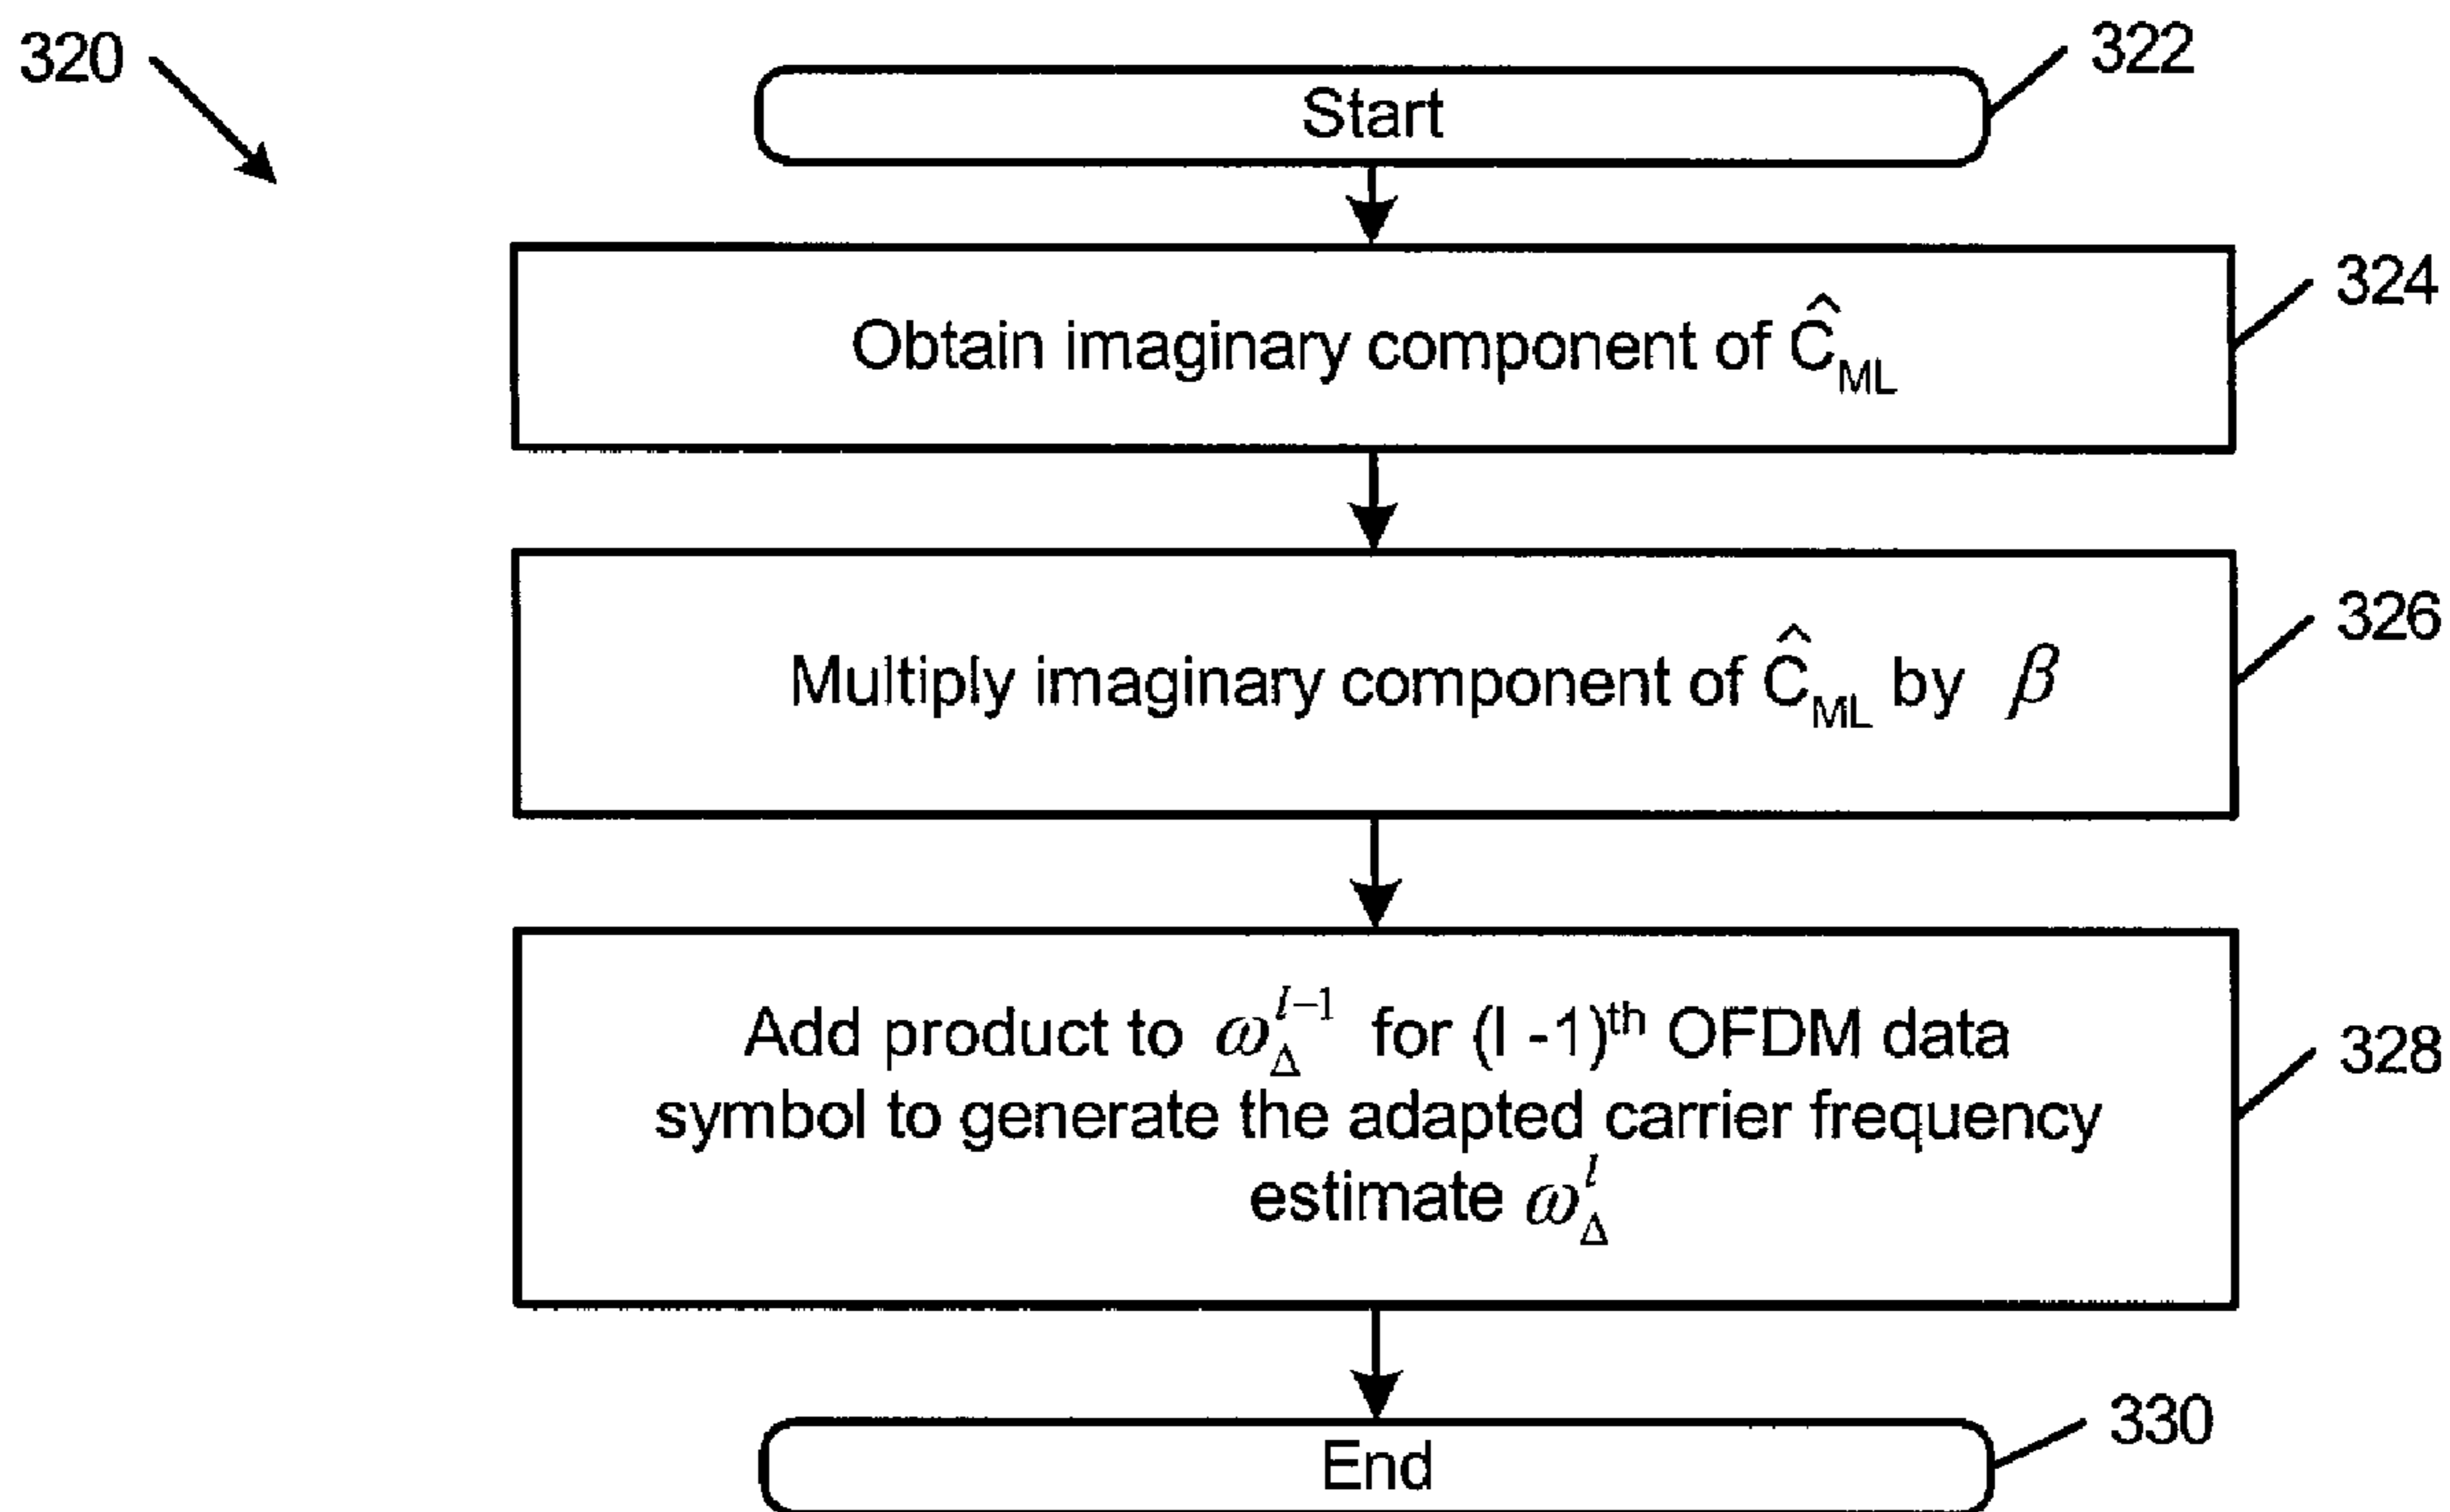 320
322
Start
324
Obtain imaginary component of Ĉ_ML
326
Multiply imaginary component of Ĉ_ML by β
328
Add product to ω_Δ^{l–1} for (l -1)^th OFDM data
symbol to generate the adapted carrier frequency
estimate ω_Δ^l
330
End